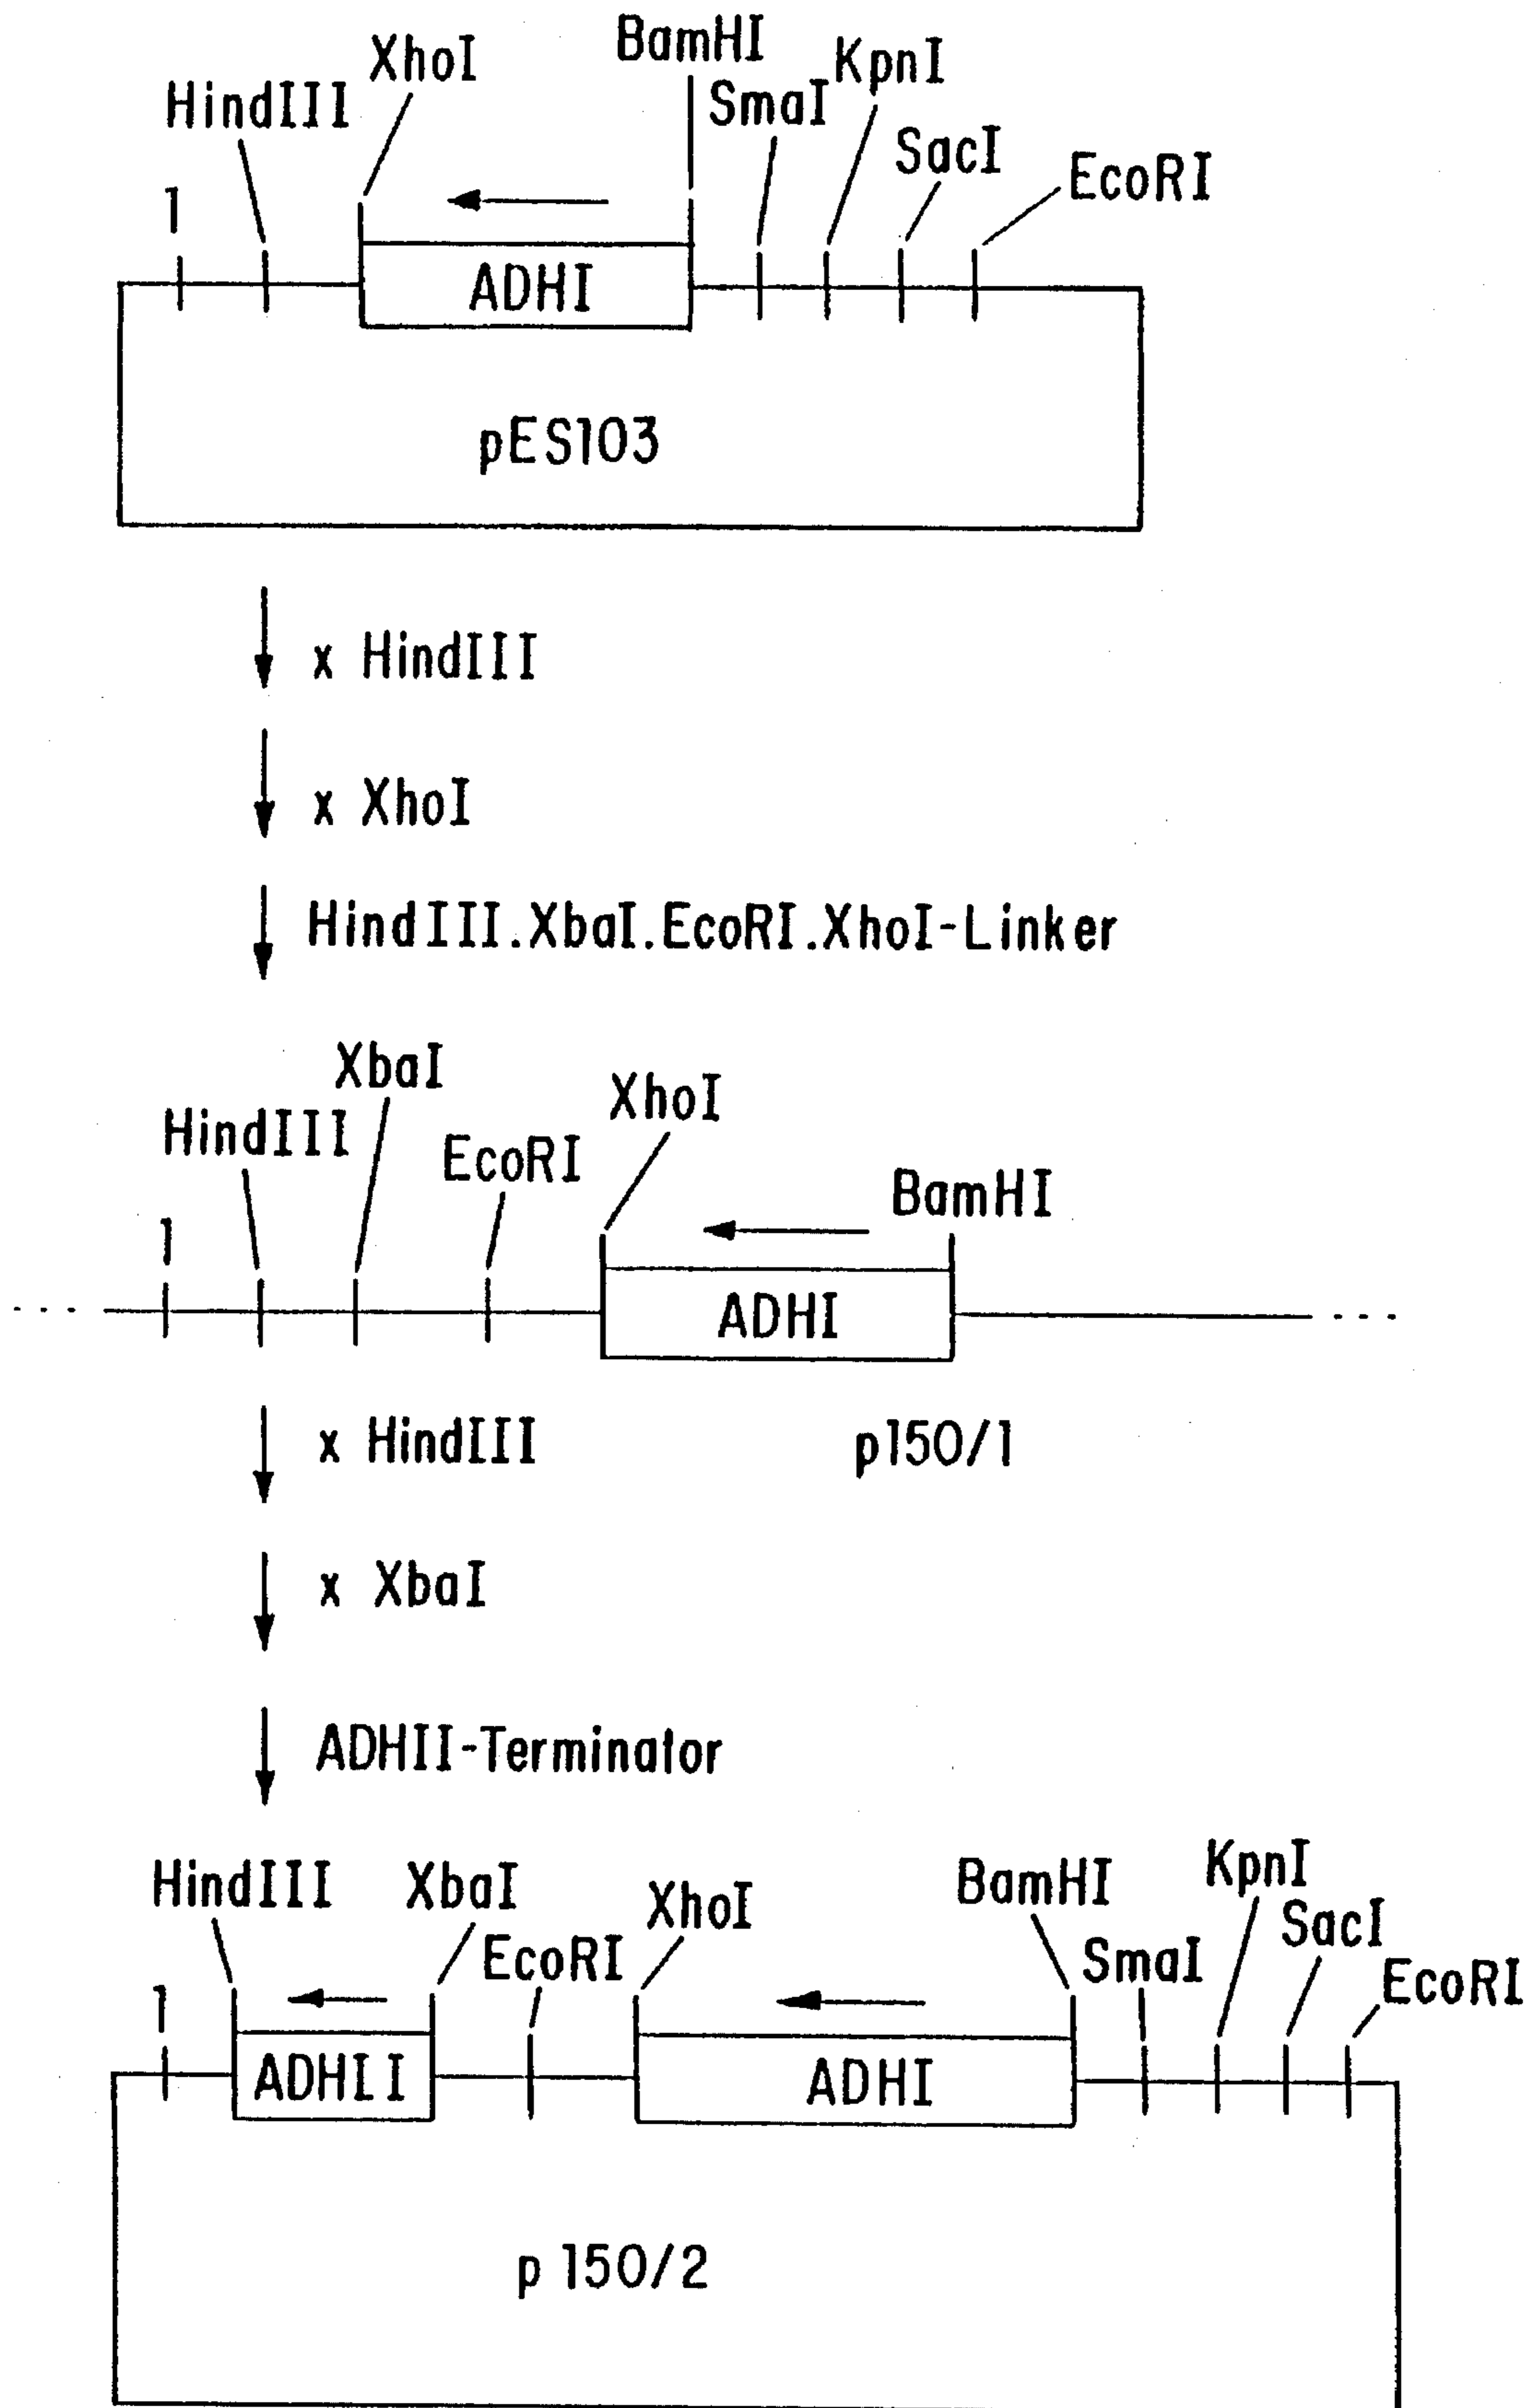 BamHI
XhoI
KpnI
HindIII
SmaI
SacI
EcoRI
1
ADHI
pES103
x HindIII
x XhoI
HindIII.XbaI.EcoRI.XhoI-Linker
XbaI
XhoI
HindIII
EcoRI
BamHI
1
ADHI
x HindIII
p150/1
x XbaI
ADHII-Terminator
KpnI
HindIII
XbaI
BamHI
XhoI
SacI
EcoRI
SmaI
EcoRI
1
ADHII
ADHI
p 150/2